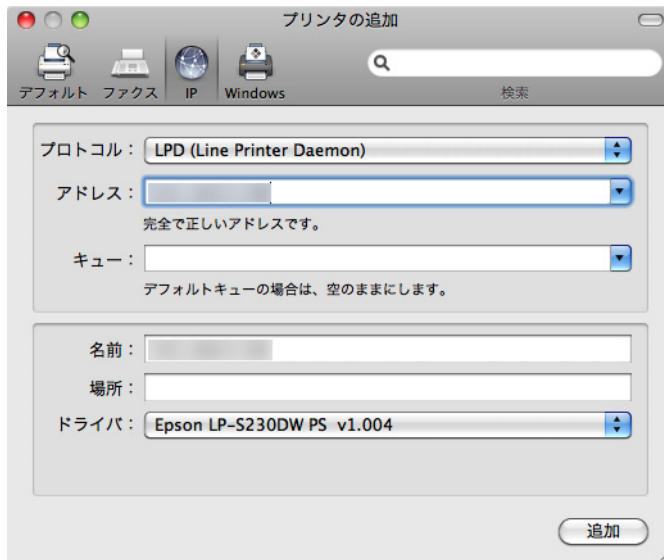 プリンタの追加
デフォルト ファクス IP Windows 検索
プロトコル： LPD (Line Printer Daemon)
アドレス：
完全で正しいアドレスです。
キュー：
デフォルトキューの場合は、空のままにします。
名前：
場所：
ドライバ： Epson LP-S230DW PS v1.004
追加